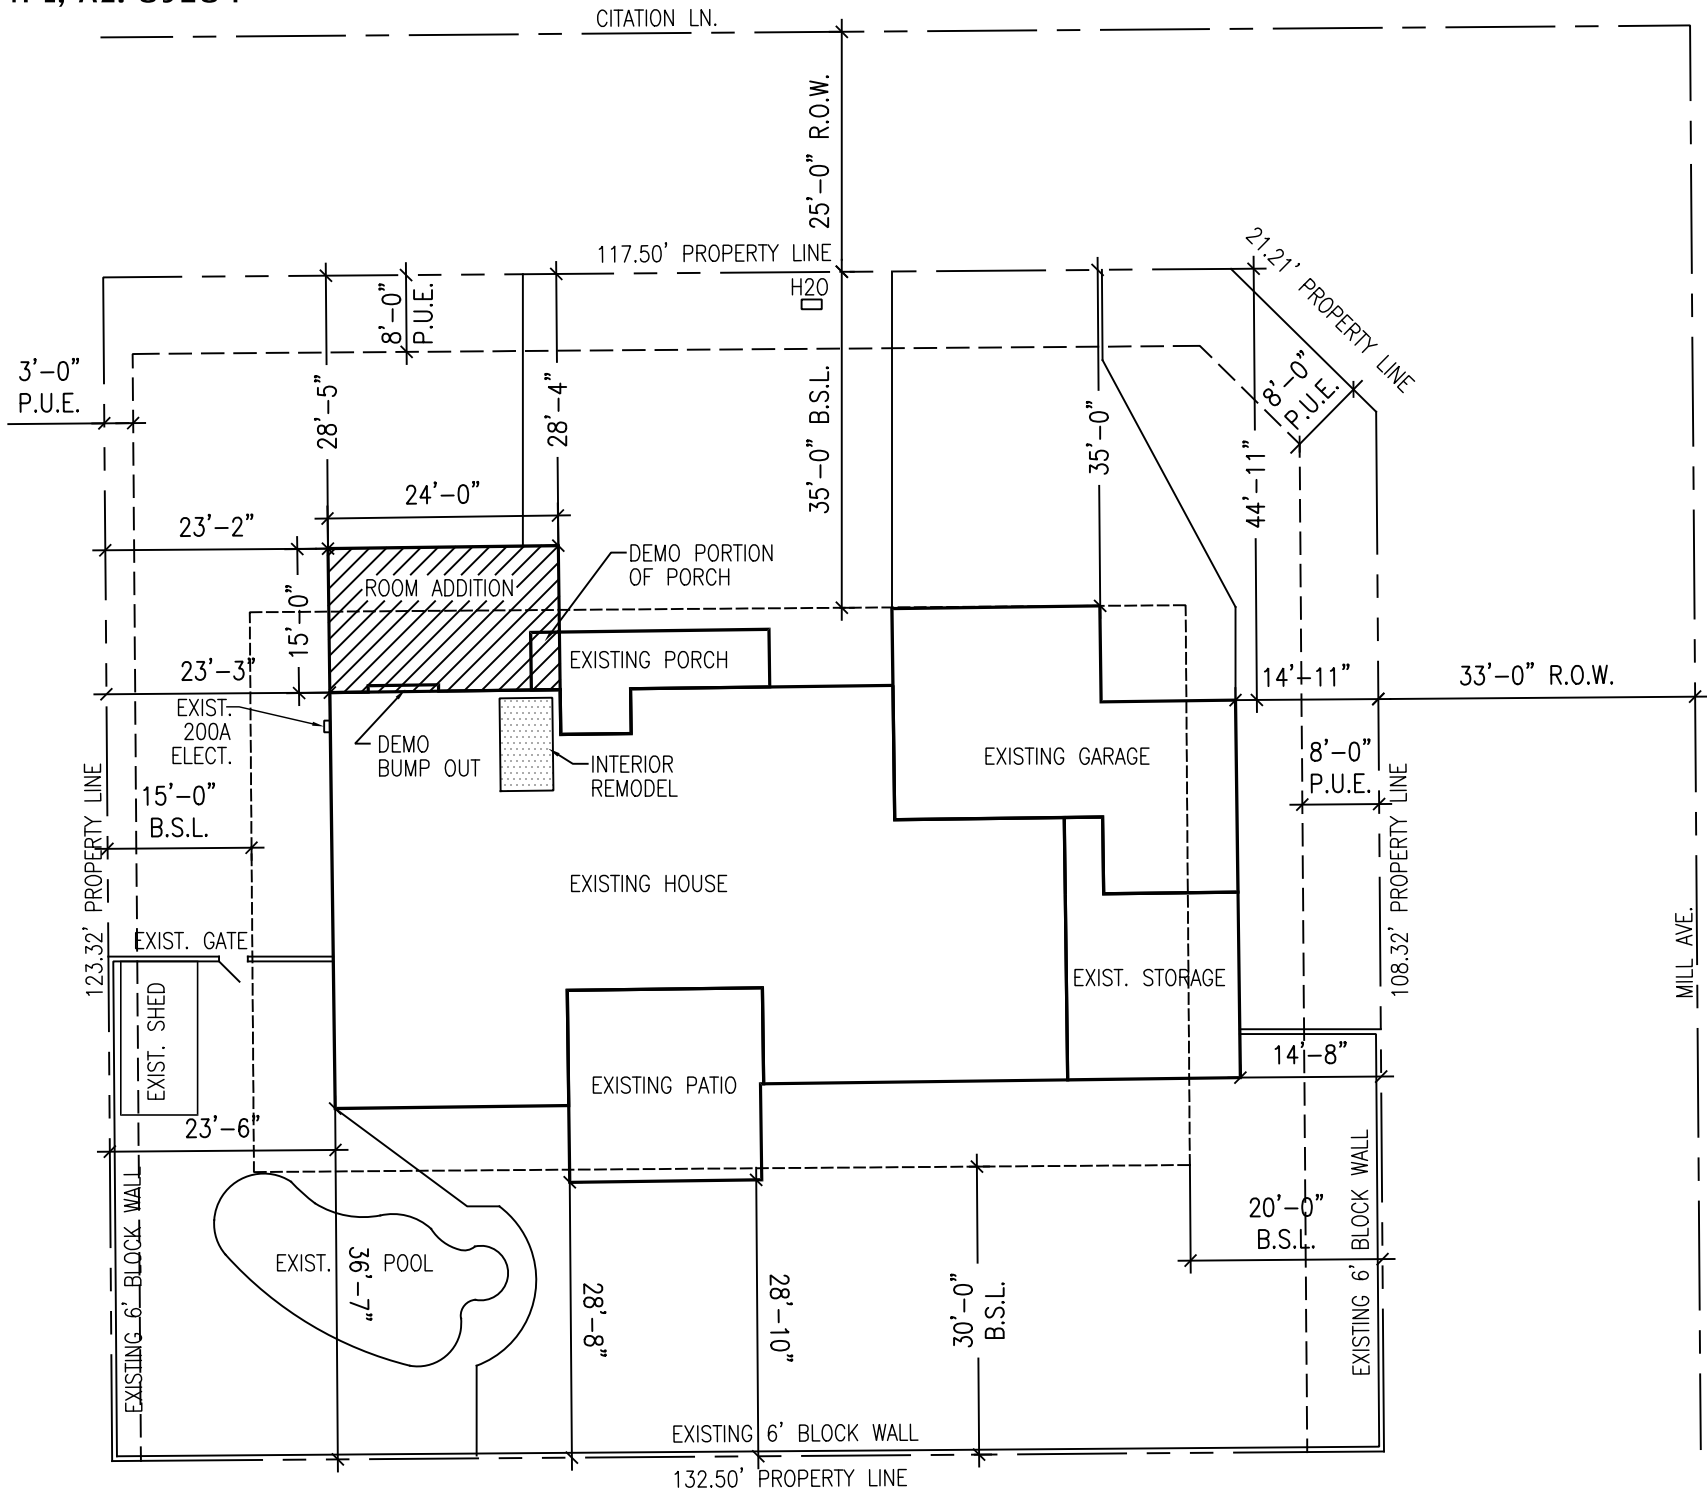 CITATION LN.
25'-0" R.O.W.
117.50' PROPERTY LINE
H2O
21.21' PROPERTY LINE
8'-0"
P.U.E.
8'-0"
P.U.E.
3'-0"
P.U.E.
28'-5"
28'-4"
35'-0" B.S.L.
35'-0"
44'-11"
24'-0"
23'-2"
15'-0"
ROOM ADDITION
DEMO PORTION
OF PORCH
EXISTING PORCH
23'-3"
14'-11"
33'-0" R.O.W.
EXIST.
200A
ELECT.
DEMO
BUMP OUT
INTERIOR
REMODEL
EXISTING GARAGE
8'-0"
P.U.E.
15'-0"
B.S.L.
123.32' PROPERTY LINE
108.32' PROPERTY LINE
MILL AVE.
EXISTING HOUSE
EXIST. GATE
EXIST. SHED
EXIST. STORAGE
14'-8"
EXISTING PATIO
23'-6"
EXISTING 6' BLOCK WALL
EXISTING 6' BLOCK WALL
20'-0"
B.S.L.
EXIST. POOL
36'-7"
28'-8"
28'-10"
30'-0"
B.S.L.
EXISTING 6' BLOCK WALL
132.50' PROPERTY LINE